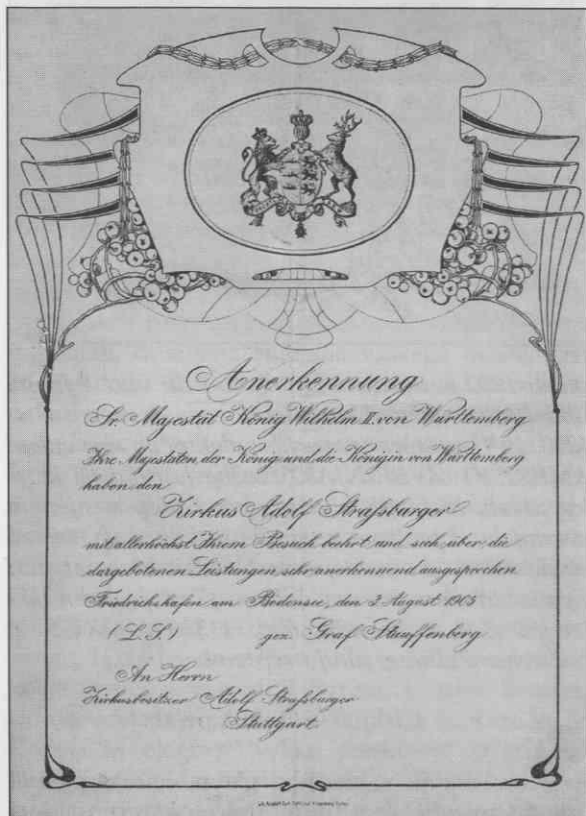 Anerkennung
Sr. Majestät König Wilhelm II. von Württemberg
Ihre Majestäten der König und die Königin von Württemberg
haben den
Zirkus Adolf Straßburger
mit allerhöchst Ihrem Besuch beehrt und sich über die
dargebotenen Leistungen sehr anerkennend ausgesprochen
Friedrichshafen am Bodensee, den 2. August 1905
(L.S.) gez. Graf Stauffenberg
An Herrn
Zirkusbesitzer Adolf Straßburger
Stuttgart